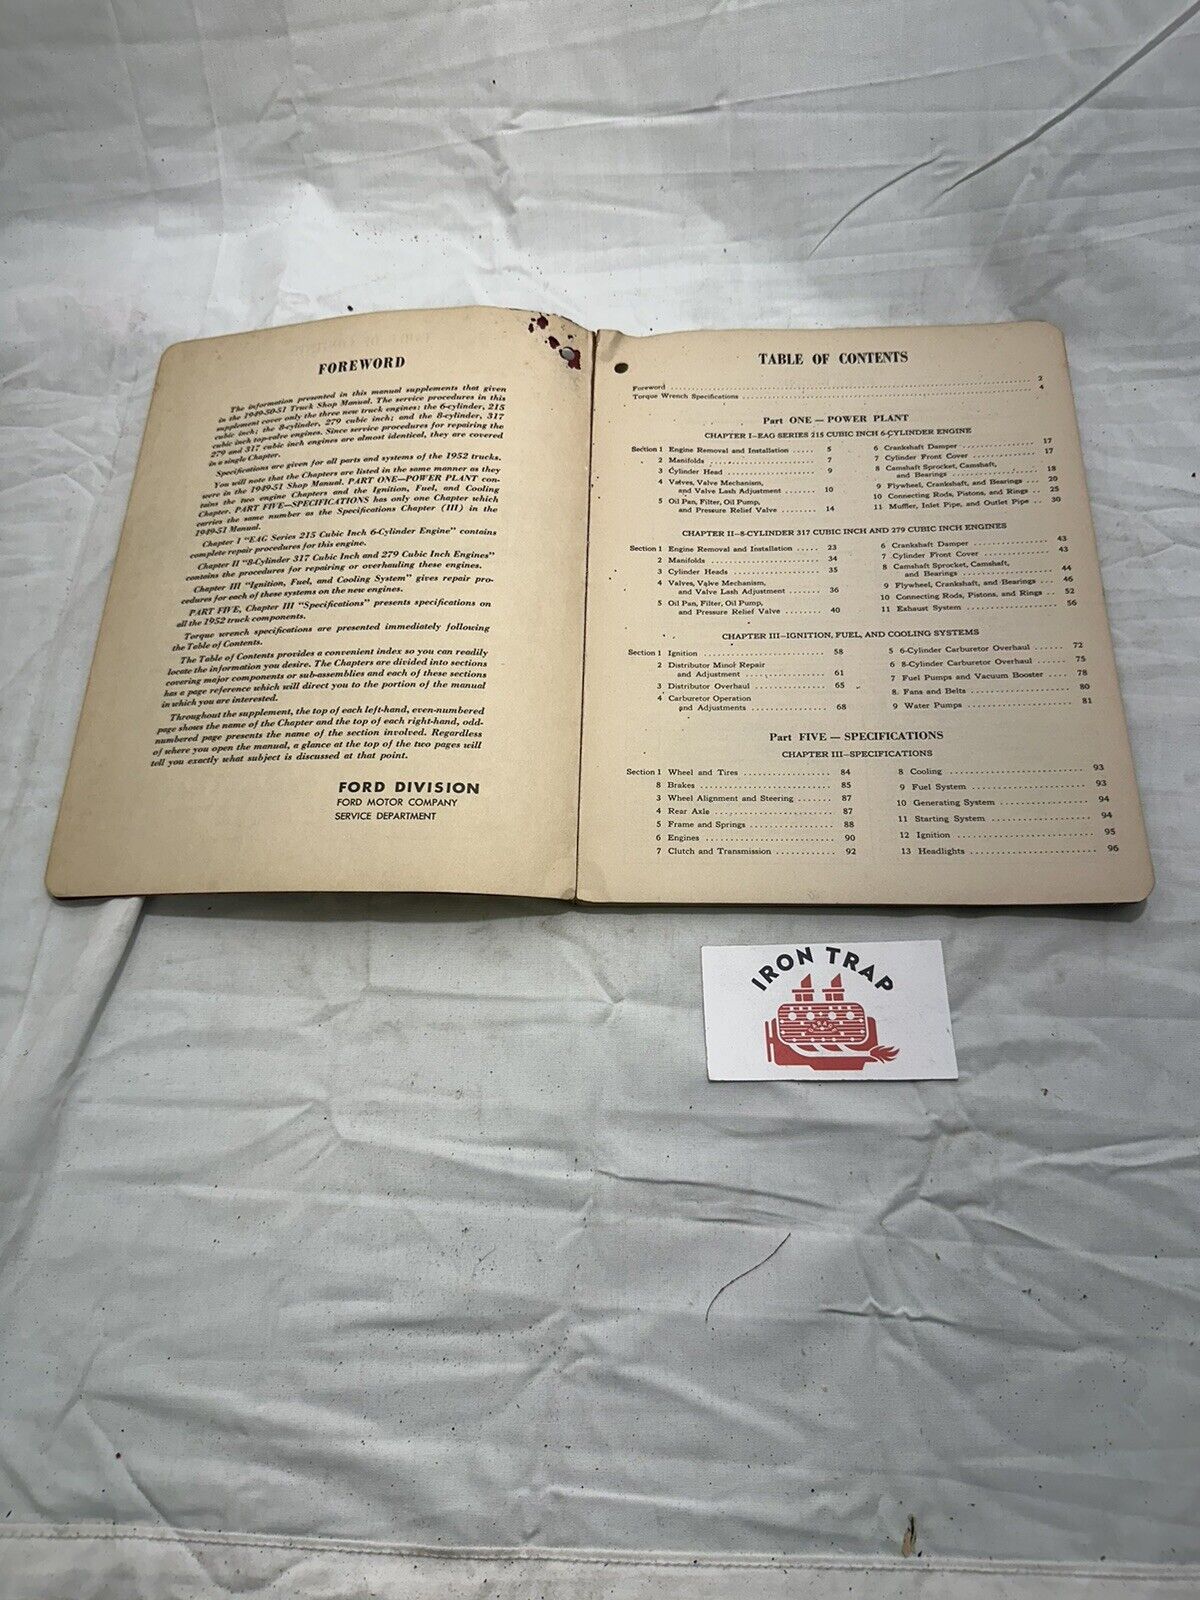 FOREWORD
The information presented in this manual supplements that given
in the 1949-50-51 Truck Shop Manual. The service procedures in this
supplement cover only the three new truck engines: the 6-cylinder, 215
cubic inch; the 8-cylinder, 279 cubic inch; and the 8-cylinder, 317
cubic inch top-valve engines. Since service procedures for repairing the
279 and 317 cubic inch engines are almost identical, they are covered
in a single Chapter.
Specifications are given for all parts and systems of the 1952 trucks.
You will note that the Chapters are listed in the same manner as they
were in the 1949-51 Shop Manual. PART ONE—POWER PLANT con-
tains the two engine Chapters and the Ignition, Fuel, and Cooling
Chapter. PART FIVE—SPECIFICATIONS has only one Chapter which
carries the same number as the Specifications Chapter (III) in the
1949-51 Manual.
Chapter I "EAG Series 215 Cubic Inch 6-Cylinder Engine" contains
complete repair procedures for this engine.
Chapter II "8-Cylinder 317 Cubic Inch and 279 Cubic Inch Engines"
contains the procedures for repairing or overhauling these engines.
Chapter III "Ignition, Fuel, and Cooling System" gives repair pro-
cedures for each of these systems on the new engines.
PART FIVE, Chapter III "Specifications" presents specifications on
all the 1952 truck components.
Torque wrench specifications are presented immediately following
the Table of Contents.
The Table of Contents provides a convenient index so you can readily
locate the information you desire. The Chapters are divided into sections
covering major components or sub-assemblies and each of these sections
has a page reference which will direct you to the portion of the manual
in which you are interested.
Throughout the supplement, the top of each left-hand, even-numbered
page shows the name of the Chapter and the top of each right-hand, odd-
numbered page presents the name of the section involved. Regardless
of where you open the manual, a glance at the top of the two pages will
tell you exactly what subject is discussed at that point.
FORD DIVISION
FORD MOTOR COMPANY
SERVICE DEPARTMENT
TABLE OF CONTENTS
Foreword 2
Torque Wrench Specifications 4
Part ONE — POWER PLANT
CHAPTER I—EAG SERIES 215 CUBIC INCH 6-CYLINDER ENGINE
Section 1 Engine Removal and Installation 5
2 Manifolds 7
3 Cylinder Head 9
4 Valves, Valve Mechanism,
and Valve Lash Adjustment 10
5 Oil Pan, Filter, Oil Pump,
and Pressure Relief Valve 14
6 Crankshaft Damper 17
7 Cylinder Front Cover 17
8 Camshaft Sprocket, Camshaft,
and Bearings 18
9 Flywheel, Crankshaft, and Bearings 20
10 Connecting Rods, Pistons, and Rings 25
11 Muffler, Inlet Pipe, and Outlet Pipe 30
CHAPTER II—8-CYLINDER 317 CUBIC INCH AND 279 CUBIC INCH ENGINES
Section 1 Engine Removal and Installation 23
2 Manifolds 34
3 Cylinder Heads 35
4 Valves, Valve Mechanism,
and Valve Lash Adjustment 36
5 Oil Pan, Filter, Oil Pump,
and Pressure Relief Valve 40
6 Crankshaft Damper 43
7 Cylinder Front Cover 43
8 Camshaft Sprocket, Camshaft,
and Bearings 44
9 Flywheel, Crankshaft, and Bearings 46
10 Connecting Rods, Pistons, and Rings 52
11 Exhaust System 56
CHAPTER III—IGNITION, FUEL, AND COOLING SYSTEMS
Section 1 Ignition 58
2 Distributor Minor Repair
and Adjustment 61
3 Distributor Overhaul 65
4 Carburetor Operation
and Adjustments 68
5 6-Cylinder Carburetor Overhaul 72
6 8-Cylinder Carburetor Overhaul 75
7 Fuel Pumps and Vacuum Booster 78
8. Fans and Belts 80
9 Water Pumps 81
Part FIVE — SPECIFICATIONS
CHAPTER III—SPECIFICATIONS
Section 1 Wheel and Tires 84
8 Brakes 85
3 Wheel Alignment and Steering 87
4 Rear Axle 87
5 Frame and Springs 88
6 Engines 90
7 Clutch and Transmission 92
8 Cooling 93
9 Fuel System 93
10 Generating System 94
11 Starting System 94
12 Ignition 95
13 Headlights 96
IRON TRAP